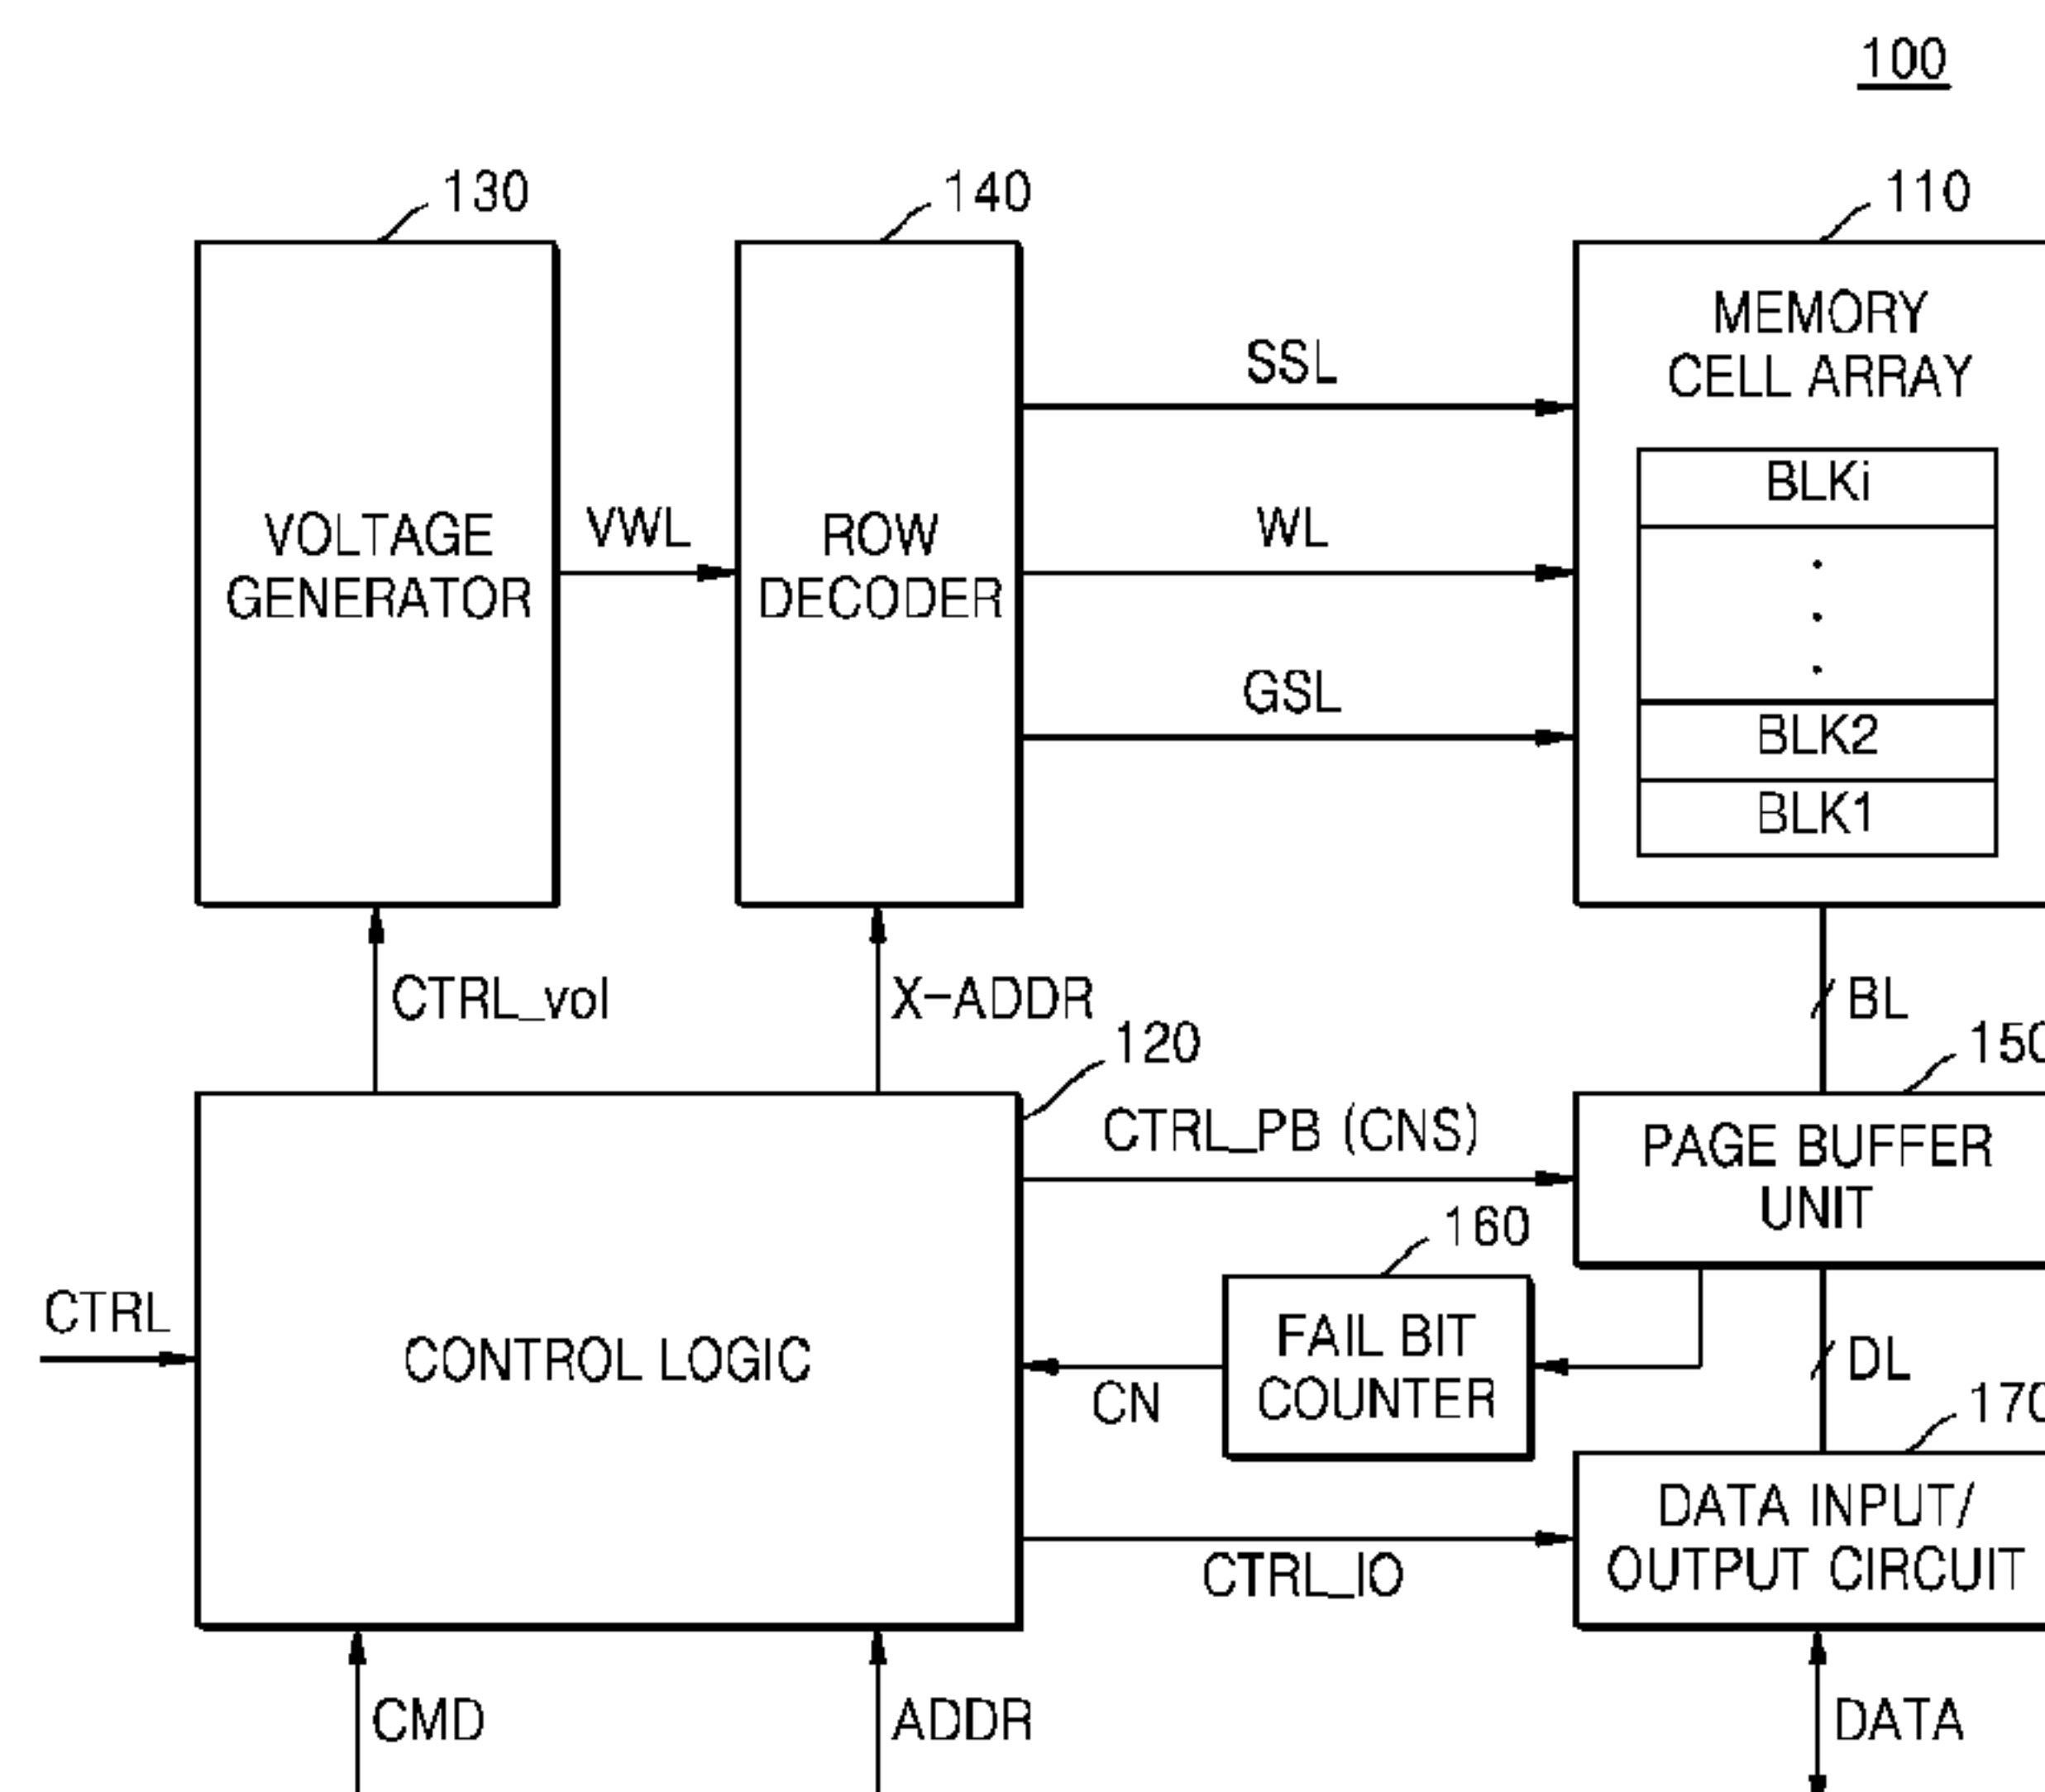 100
130
140
110
MEMORY
CELL ARRAY
SSL
BLKi
VOLTAGE
GENERATOR
VWL
ROW
DECODER
WL
GSL
BLK2
BLK1
CTRL_vol
X-ADDR
BL
120
150
CTRL_PB (CNS)
PAGE BUFFER
UNIT
160
CTRL
CONTROL LOGIC
FAIL BIT
COUNTER
CN
DL
170
DATA INPUT/
OUTPUT CIRCUIT
CTRL_IO
CMD
ADDR
DATA